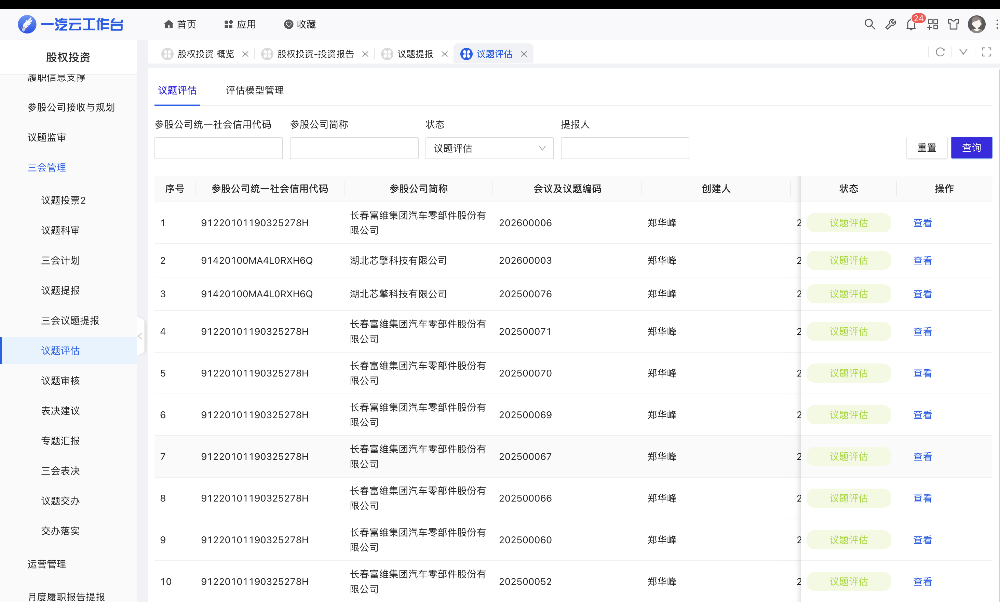 一汽云工作台
首页
应用
收藏
24
股权投资
履职信息支撑
参股公司接收与规划
议题监审
三会管理
议题投票2
议题科审
三会计划
议题提报
三会议题提报
议题评估
议题审核
表决建议
专题汇报
三会表决
议题交办
交办落实
运营管理
月度履职报告提报
股权投资 概览
股权投资-投资报告
议题提报
议题评估
议题评估
评估模型管理
参股公司统一社会信用代码
参股公司简称
状态
提报人
议题评估
重置
查询
序号 参股公司统一社会信用代码 参股公司简称 会议及议题编码 创建人 状态 操作
1 91220101190325278H 长春富维集团汽车零部件股份有
限公司 202600006 郑华峰 2 议题评估 查看
2 91420100MA4L0RXH6Q 湖北芯擎科技有限公司 202600003 郑华峰 2 议题评估 查看
3 91420100MA4L0RXH6Q 湖北芯擎科技有限公司 202500076 郑华峰 2 议题评估 查看
4 91220101190325278H 长春富维集团汽车零部件股份有
限公司 202500071 郑华峰 2 议题评估 查看
5 91220101190325278H 长春富维集团汽车零部件股份有
限公司 202500070 郑华峰 2 议题评估 查看
6 91220101190325278H 长春富维集团汽车零部件股份有
限公司 202500069 郑华峰 2 议题评估 查看
7 91220101190325278H 长春富维集团汽车零部件股份有
限公司 202500067 郑华峰 2 议题评估 查看
8 91220101190325278H 长春富维集团汽车零部件股份有
限公司 202500066 郑华峰 2 议题评估 查看
9 91220101190325278H 长春富维集团汽车零部件股份有
限公司 202500060 郑华峰 2 议题评估 查看
10 91220101190325278H 长春富维集团汽车零部件股份有
限公司 202500052 郑华峰 2 议题评估 查看